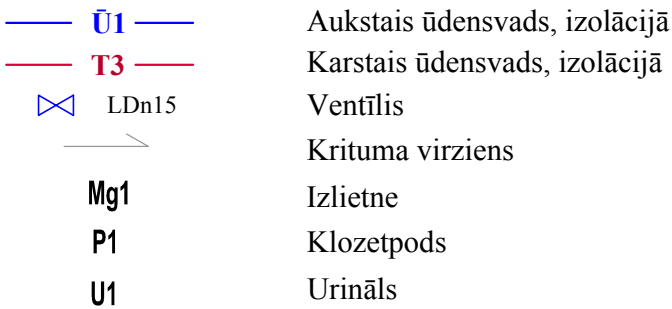 Ū1 Aukstais ūdensvads, izolācijā
T3 Karstais ūdensvads, izolācijā
LDn15 Ventīlis
Krituma virziens
Mg1 Izlietne
P1 Klozetpods
U1 Urināls